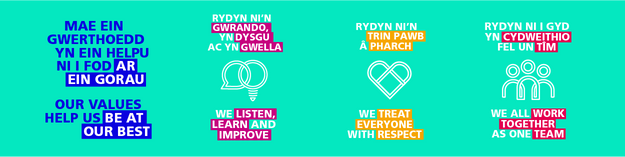 MAE EIN
GWERTHOEDD
YN EIN HELPU
NI I FOD AR
EIN GORAU
OUR VALUES
HELP US BE AT
OUR BEST
RYDYN NI'N
GWRANDO,
YN DYSGU
AC YN GWELLA
WE LISTEN,
LEARN AND
IMPROVE
RYDYN NI'N
TRIN PAWB
Â PHARCH
WE TREAT
EVERYONE
WITH RESPECT
RYDYN NI I GYD
YN CYDWEITHIO
FEL UN TÎM
WE ALL WORK
TOGETHER
AS ONE TEAM